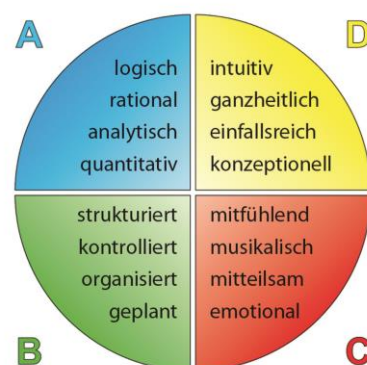 A
D
logisch
rational
analytisch
quantitativ
intuitiv
ganzheitlich
einfallsreich
konzeptionell
strukturiert
kontrolliert
organisiert
geplant
mitfühlend
musikalisch
mitteilsam
emotional
B
C